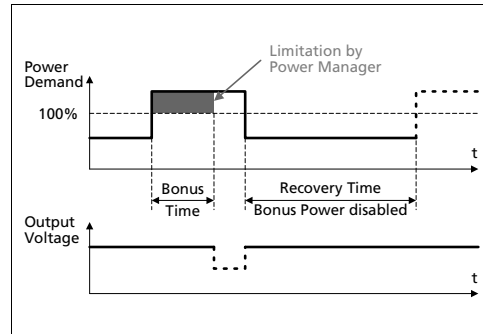 Limitation by
Power Manager
Power
Demand
100%
t
Bonus
Time
Recovery Time
Bonus Power disabled
Output
Voltage
t